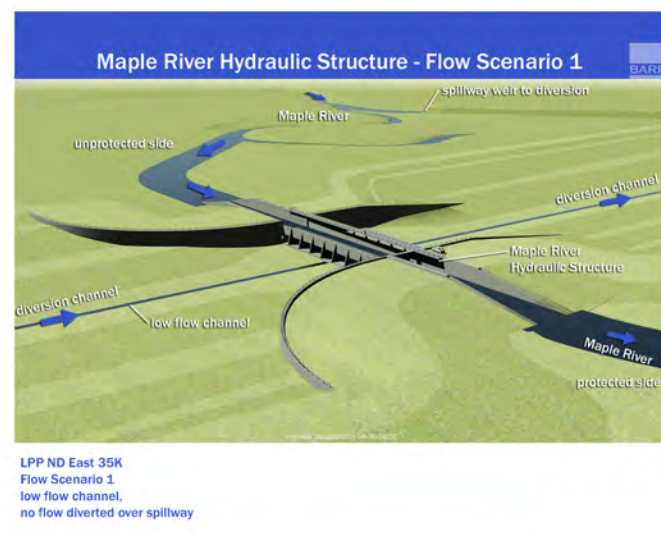 Maple River Hydraulic Structure - Flow Scenario 1
BARR
spillway weir to diversion
Maple River
unprotected side
diversion channel
Maple River
Hydraulic Structure
diversion channel
low flow channel
Maple River
protected side
LPP ND East 35K
Flow Scenario 1
low flow channel,
no flow diverted over spillway